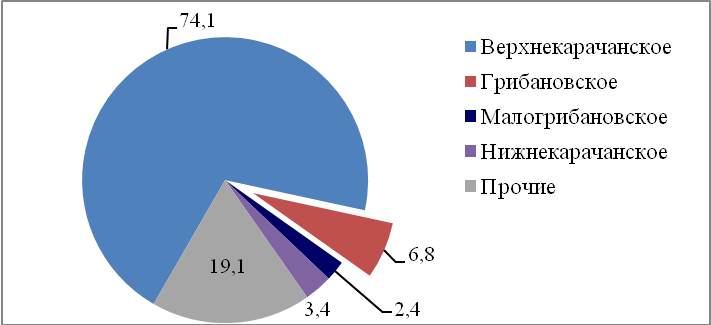 74,1
Верхнекарачанское
Грибановское
Малогрибановское
Нижнекарачанское
Прочие
6,8
19,1
3,4
2,4